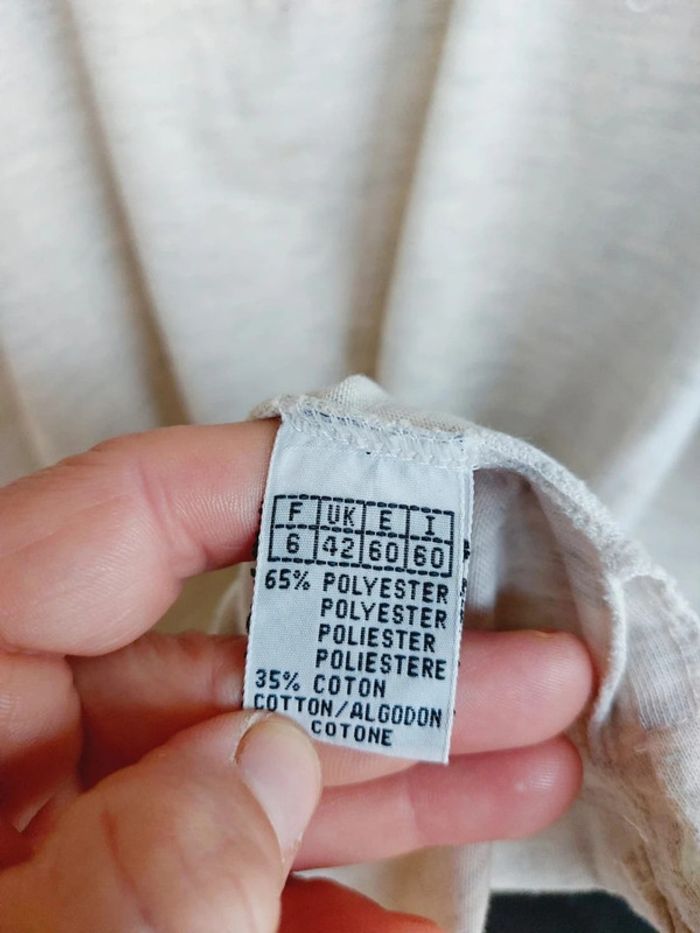 F UK E I
6 42 60 60
65% POLYESTER
POLYESTER
POLIESTER
POLIESTERE
35% COTON
COTTON/ALGODON
COTONE